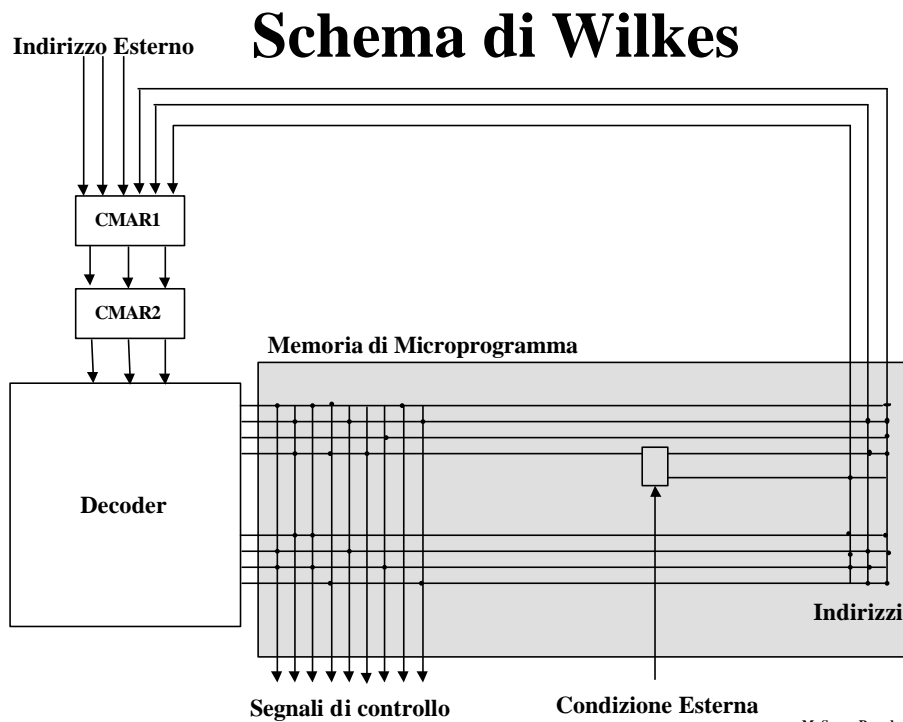 Schema di Wilkes
Indirizzo Esterno
CMAR1
CMAR2
Memoria di Microprogramma
Decoder
Indirizzi
Segnali di controllo
Condizione Esterna